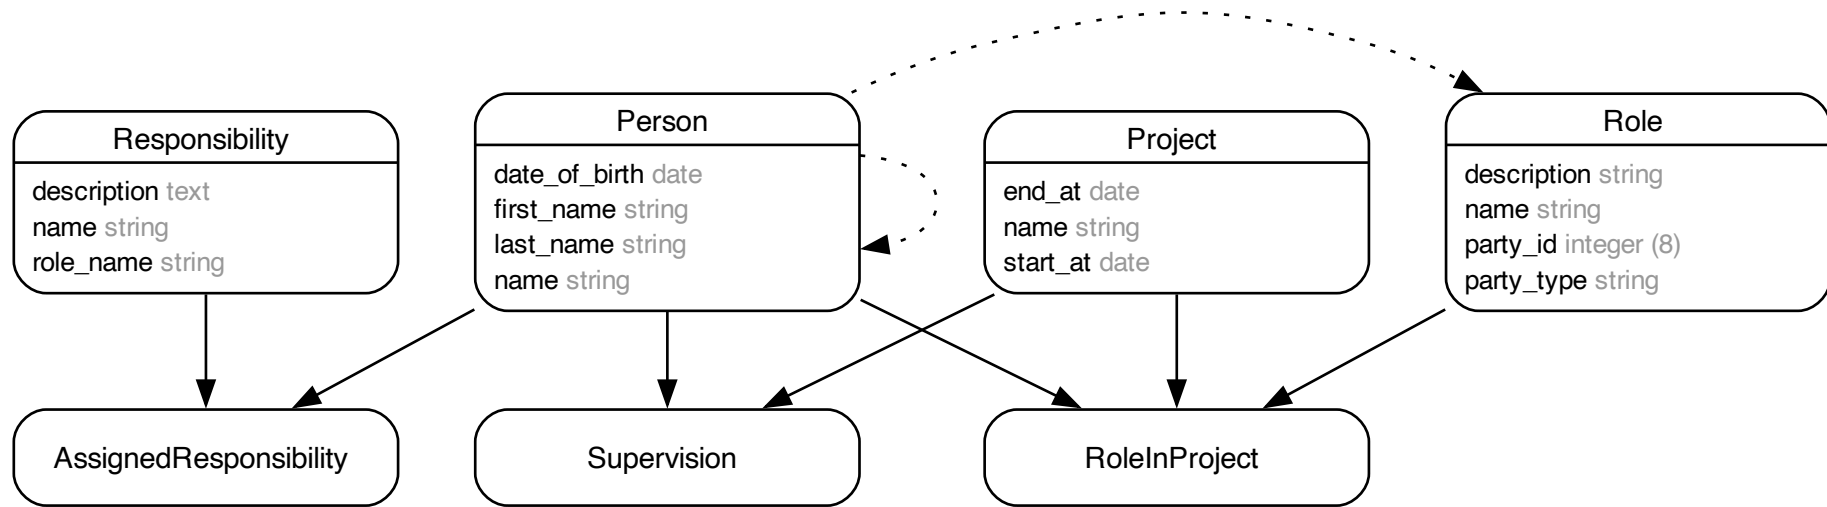 Responsibility
description text
name string
role_name string
Person
date_of_birth date
first_name string
last_name string
name string
Project
end_at date
name string
start_at date
Role
description string
name string
party_id integer (8)
party_type string
AssignedResponsibility
Supervision
RoleInProject